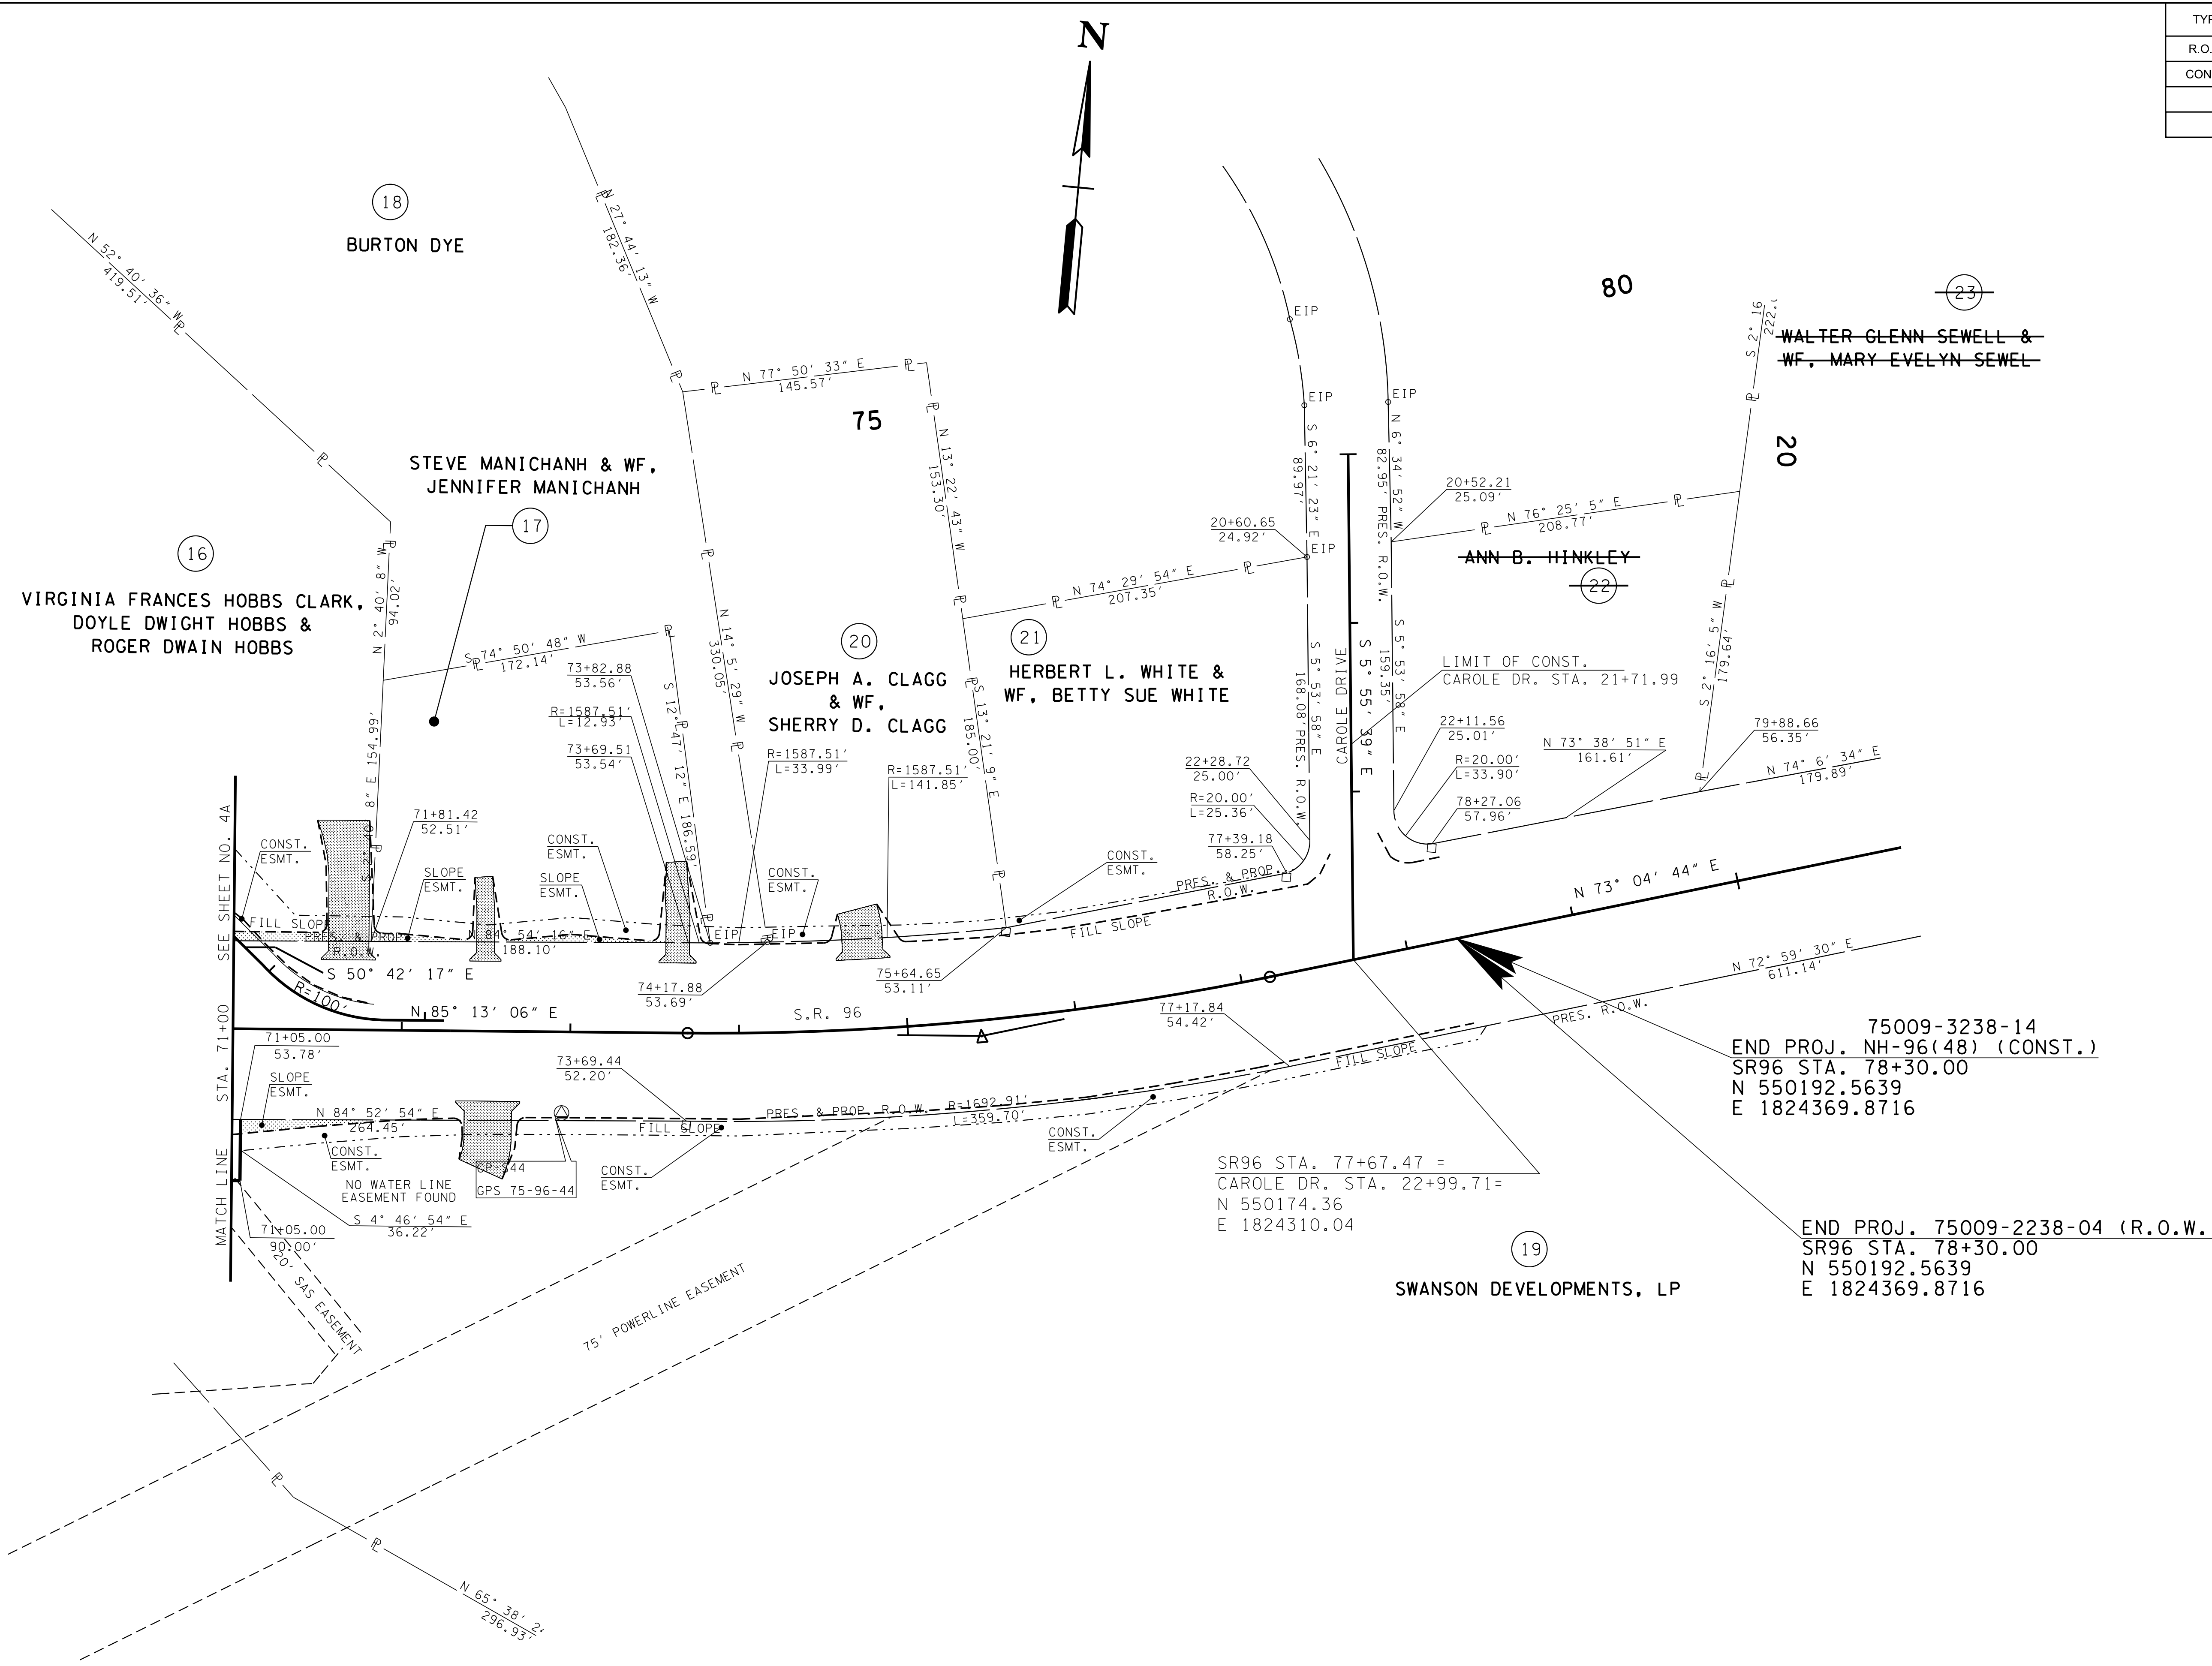 N
TYP
R.O.
CON
18
BURTON DYE
N 52° 40' 36" W
419.51'
N 27° 44' 13" W
182.36'
N 77° 50' 33" E
145.57'
75
N 13° 22' 43" W
153.30'
80
23
WALTER GLENN SEWELL &
WF, MARY EVELYN SEWEL
S 2° 16
20
EIP
EIP
EIP
EIP
S 6° 21' 23" E
89.97'
N 6° 34' 52" W
82.95' PRES. R.O.W.
STEVE MANICHANH & WF,
JENNIFER MANICHANH
17
16
VIRGINIA FRANCES HOBBS CLARK,
DOYLE DWIGHT HOBBS &
ROGER DWAIN HOBBS
N 2° 40' 8" W
94.02'
S 74° 50' 48" W
172.14'
S 2° 40' 8" E 154.99'
N 14° 5' 29" W
330.05'
S 12° 47' 12" E 186.59'
20
JOSEPH A. CLAGG
& WF,
SHERRY D. CLAGG
21
HERBERT L. WHITE &
WF, BETTY SUE WHITE
N 74° 29' 54" E
207.35'
S 13° 21' 9" E
185.00'
20+60.65
24.92'
20+52.21
25.09'
N 76° 25' 5" E
208.77'
ANN B. HINKLEY
22
S 2° 16' 5" W
179.64'
S 5° 53' 58" E
168.08' PRES. R.O.W.
CAROLE DRIVE
S 5° 55' 39" E
S 5° 53' 58" E
159.35'
LIMIT OF CONST.
CAROLE DR. STA. 21+71.99
22+11.56
25.01'
R=20.00'
L=33.90'
78+27.06
57.96'
N 73° 38' 51" E
161.61'
79+88.66
56.35'
N 74° 6' 34" E
179.89'
22+28.72
25.00'
R=20.00'
L=25.36'
77+39.18
58.25'
73+82.88
53.56'
R=1587.51'
L=12.93'
73+69.51
53.54'
R=1587.51'
L=33.99'
R=1587.51'
L=141.85'
71+81.42
52.51'
CONST.
ESMT.
SLOPE
ESMT.
CONST.
ESMT.
SLOPE
ESMT.
CONST.
ESMT.
CONST.
ESMT.
FILL SLOPE
PRES. & PROP.
R.O.W.
N 84° 54' 16" E
188.10'
EIP
EIP
PRES. & PROP.
R.O.W.
FILL SLOPE
S 50° 42' 17" E
R=100'
N 85° 13' 06" E
74+17.88
53.69'
S.R. 96
75+64.65
53.11'
N 73° 04' 44" E
N 72° 59' 30" E
611.14'
PRES. R.O.W.
77+17.84
54.42'
FILL SLOPE
MATCH LINE STA. 71+00 SEE SHEET NO. 4A
71+05.00
53.78'
SLOPE
ESMT.
N 84° 52' 54" E
264.45'
CONST.
ESMT.
73+69.44
52.20'
FILL SLOPE
PRES. & PROP. R.O.W.
R=1692.91'
L=359.70'
CONST.
ESMT.
CONST.
ESMT.
NO WATER LINE
EASEMENT FOUND
GPS 75-96-44
S 4° 46' 54" E
36.22'
71+05.00
90.00'
20' SAS EASEMENT
75' POWERLINE EASEMENT
SR96 STA. 77+67.47 =
CAROLE DR. STA. 22+99.71=
N 550174.36
E 1824310.04
75009-3238-14
END PROJ. NH-96(48) (CONST.)
SR96 STA. 78+30.00
N 550192.5639
E 1824369.8716
END PROJ. 75009-2238-04 (R.O.W.
SR96 STA. 78+30.00
N 550192.5639
E 1824369.8716
19
SWANSON DEVELOPMENTS, LP
N 65° 38' 2'
296.93'